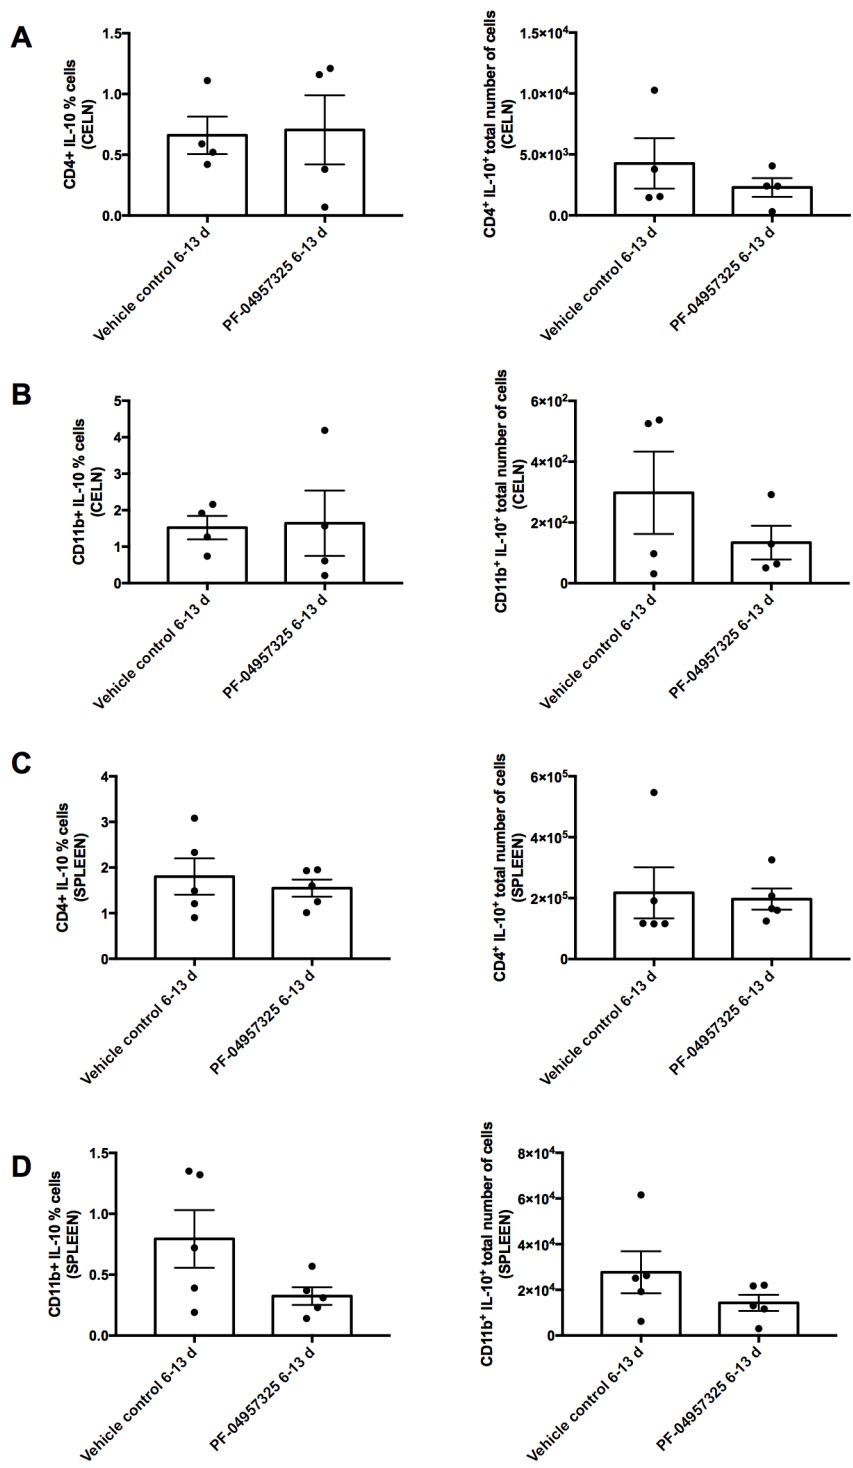 A
CD4+ IL-10 % cells
(CELN)
1.5
1.0
0.5
0.0
Vehicle control 6-13 d
PF-04957325 6-13 d
CD4⁺ IL-10⁺ total number of cells
(CELN)
1.5×10⁴
1.0×10⁴
5.0×10³
0.0
Vehicle control 6-13 d
PF-04957325 6-13 d
B
CD11b+ IL-10 % cells
(CELN)
5
4
3
2
1
0
Vehicle control 6-13 d
PF-04957325 6-13 d
CD11b⁺ IL-10⁺ total number of cells
(CELN)
6×10²
4×10²
2×10²
0
Vehicle control 6-13 d
PF-04957325 6-13 d
C
CD4+ IL-10 % cells
(SPLEEN)
4
3
2
1
0
Vehicle control 6-13 d
PF-04957325 6-13 d
CD4⁺ IL-10⁺ total number of cells
(SPLEEN)
6×10⁵
4×10⁵
2×10⁵
0
Vehicle control 6-13 d
PF-04957325 6-13 d
D
CD11b+ IL-10 % cells
(SPLEEN)
1.5
1.0
0.5
0.0
Vehicle control 6-13 d
PF-04957325 6-13 d
CD11b⁺ IL-10⁺ total number of cells
(SPLEEN)
8×10⁴
6×10⁴
4×10⁴
2×10⁴
0
Vehicle control 6-13 d
PF-04957325 6-13 d